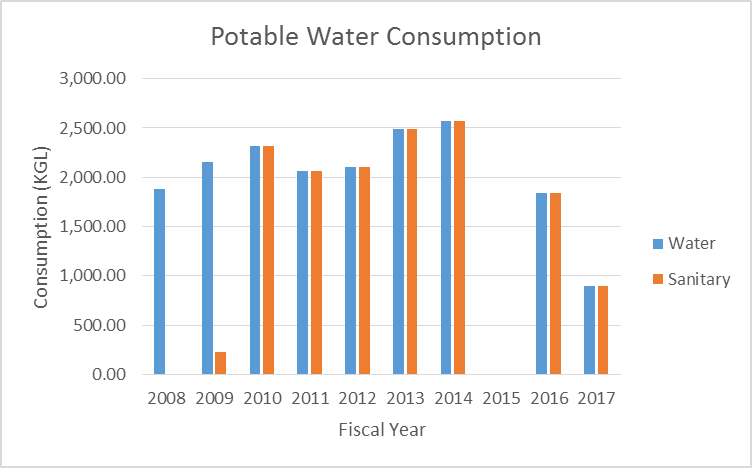 Potable Water Consumption
3,000.00
2,500.00
2,000.00
1,500.00
1,000.00
500.00
0.00
Consumption (KGL)
2008 2009 2010 2011 2012 2013 2014 2015 2016 2017
Fiscal Year
Water
Sanitary